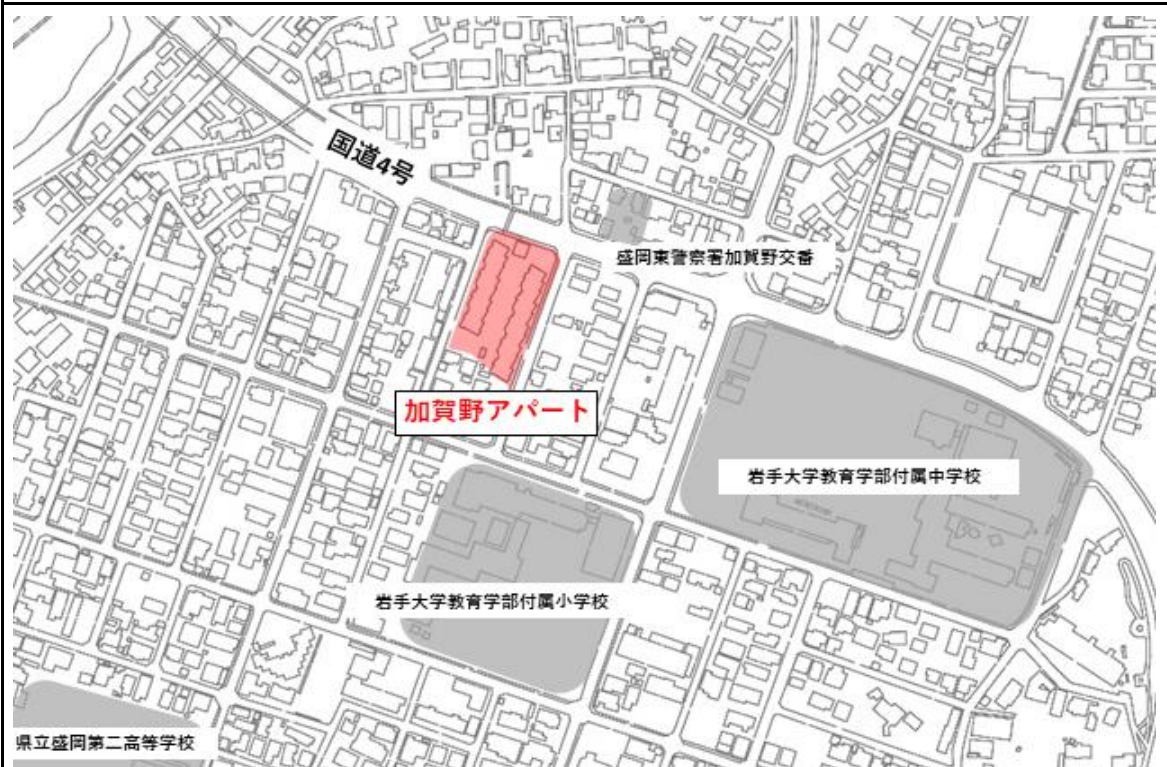 国道4号
盛岡東警察署加賀野交番
加賀野アパート
岩手大学教育学部付属中学校
岩手大学教育学部付属小学校
県立盛岡第二高等学校